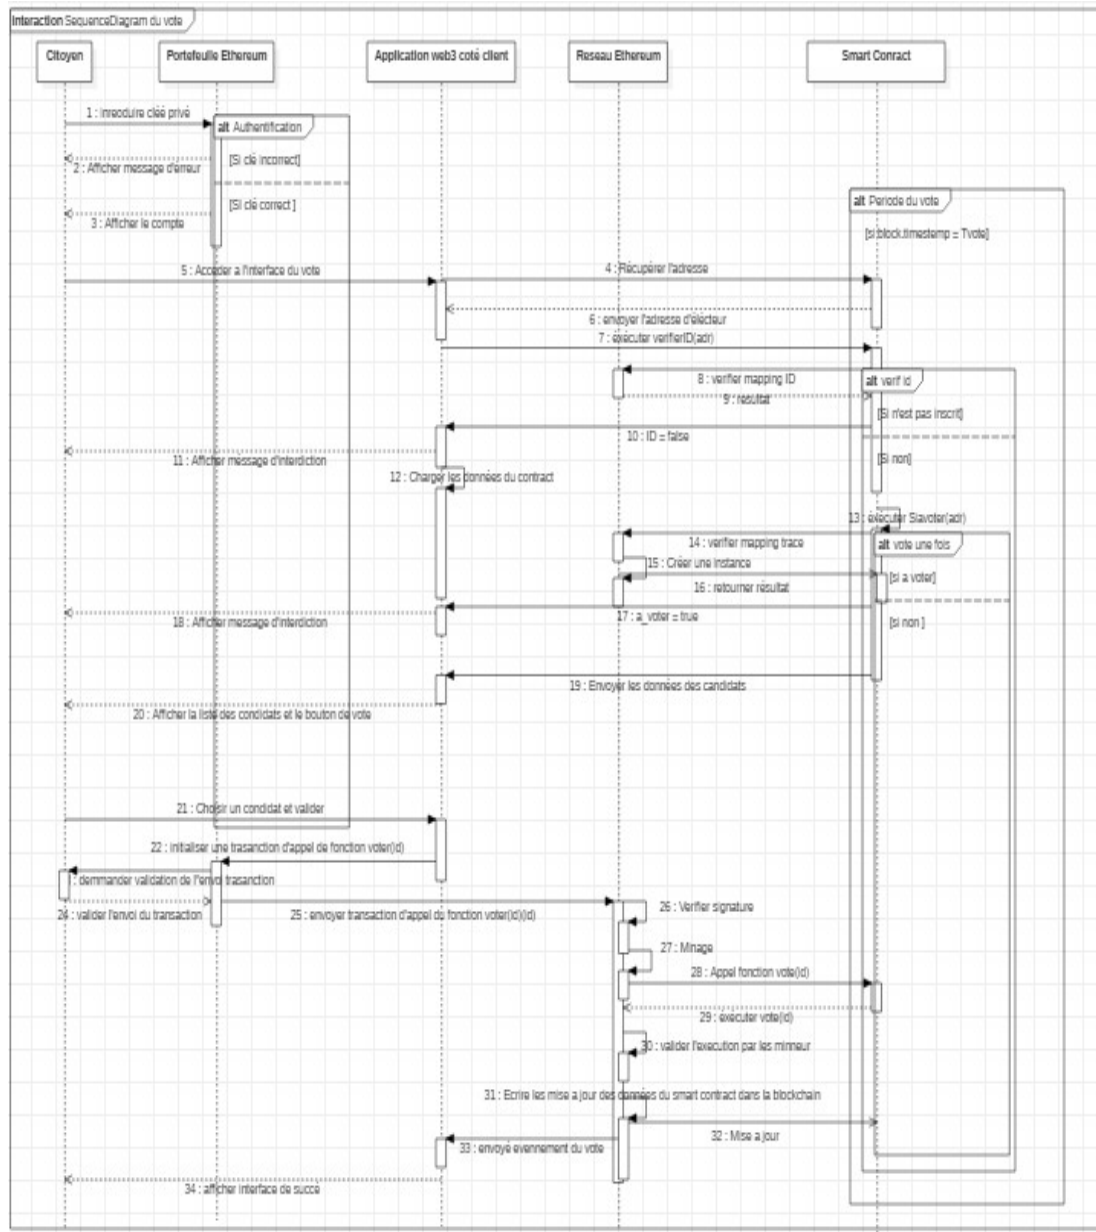 Interaction SequenceDiagram du vote
Citoyen
Portefeuille Ethereum
Application web3 coté client
Reseau Ethereum
Smart Conract
1 : Inreoduire cléé privé
alt Authentification
[Si clé incorrect]
2 : Afficher message d'erreur
[SI clé correct ]
3 : Afficher le compte
alt Periode du vote
[si block.timestemp = Tvote]
5 : Acceder a l'interface du vote
4 : Récupérer l'adresse
6 : envoyer l'adresse d'électeur
7 : éxécuter verifierID(adr)
8 : verifier mapping ID
alt verif id
9 : resultat
[Si n'est pas inscrit]
10 : ID = false
11 : Afficher message d'interdiction
[Si non]
12 : Charger les données du contract
13 : éxécuter Siavoter(adr)
14 : verifier mapping trace
alt vote une fois
15 : Créer une instance
[si a voter]
16 : retourner résultat
17 : a_voter = true
18 : Afficher message d'interdiction
[si non ]
19 : Envoyer les données des candidats
20 : Afficher la liste des condidats et le bouton de vote
21 : Choisir un condidat et valider
22 : initialiser une trasanction d'appel de fonction voter(id)
: demmander validation de l'envoi trasanction
24 : valider l'envoi du transaction
25 : envoyer transaction d'appel du fonction voter(id)(id)
26 : Verifier signature
27 : Minage
28 : Appel fonction vote(id)
29 : éxécuter vote(id)
30 : valider l'execution par les minneur
31 : Ecrire les mise a jour des données du smart contract dans la blockchain
32 : Mise a jour
33 : envoyé evennement du vote
34 : afficher interface de succé